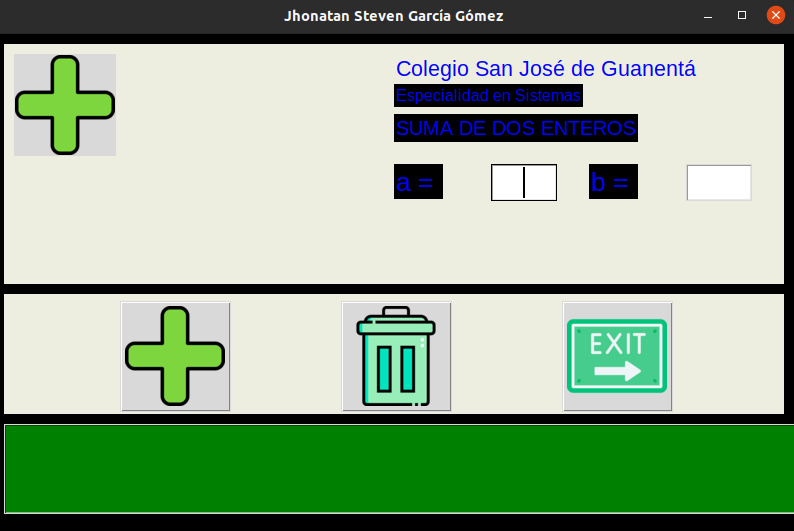 Jhonatan Steven García Gómez
Colegio San José de Guanentá
Especialidad en Sistemas
SUMA DE DOS ENTEROS
a = b =
EXIT